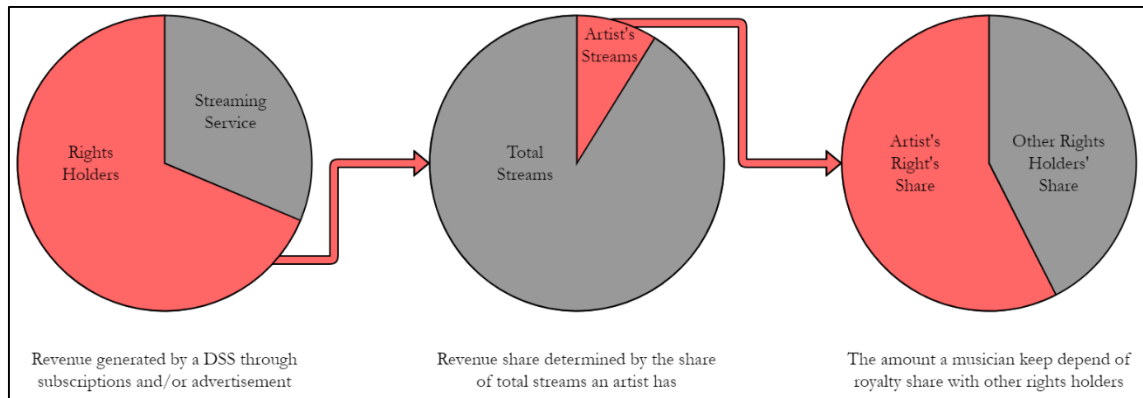 Rights
Holders
Streaming
Service
Total
Streams
Artist's
Streams
Artist's
Right's
Share
Other Rights
Holders'
Share
Revenue generated by a DSS through
subscriptions and/or advertisement
Revenue share determined by the share
of total streams an artist has
The amount a musician keep depend of
royalty share with other rights holders